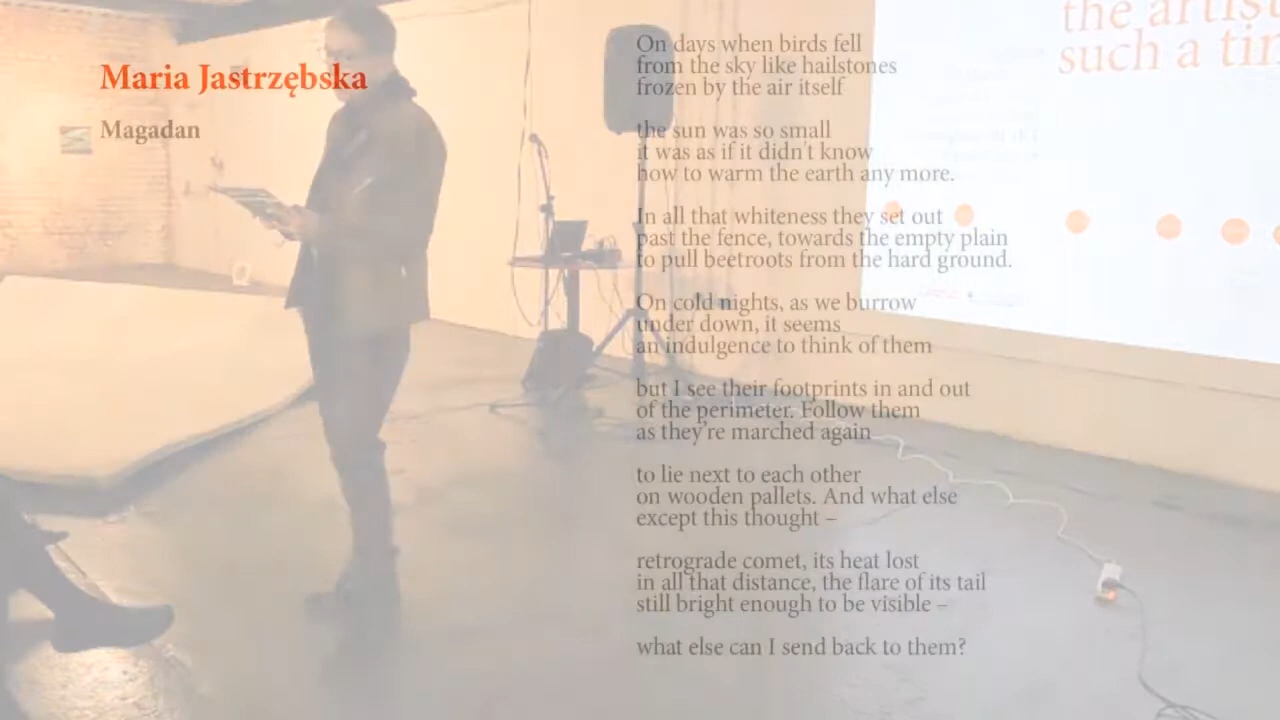 Maria Jastrzębska
Magadan
On days when birds fell
from the sky like hailstones
frozen by the air itself
the sun was so small
it was as if it didn't know
how to warm the earth any more.
In all that whiteness they set out
past the fence, towards the empty plain
to pull beetroots from the hard ground.
On cold nights, as we burrow
under down, it seems
an indulgence to think of them
but I see their footprints in and out
of the perimeter. Follow them
as they're marched again
to lie next to each other
on wooden pallets. And what else
except this thought –
retrograde comet, its heat lost
in all that distance, the flare of its tail
still bright enough to be visible –
what else can I send back to them?
the artist
such a